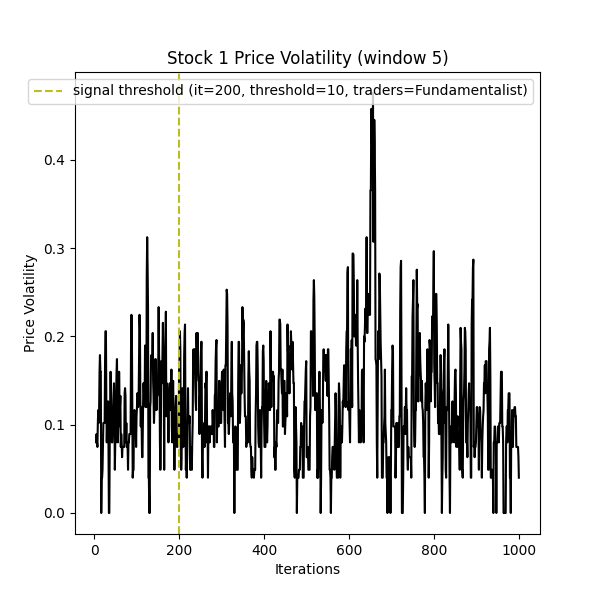 Stock 1 Price Volatility (window 5)
signal threshold (it=200, threshold=10, traders=Fundamentalist)
Price Volatility
0.4
0.3
0.2
0.1
0.0
0 200 400 600 800 1000
Iterations